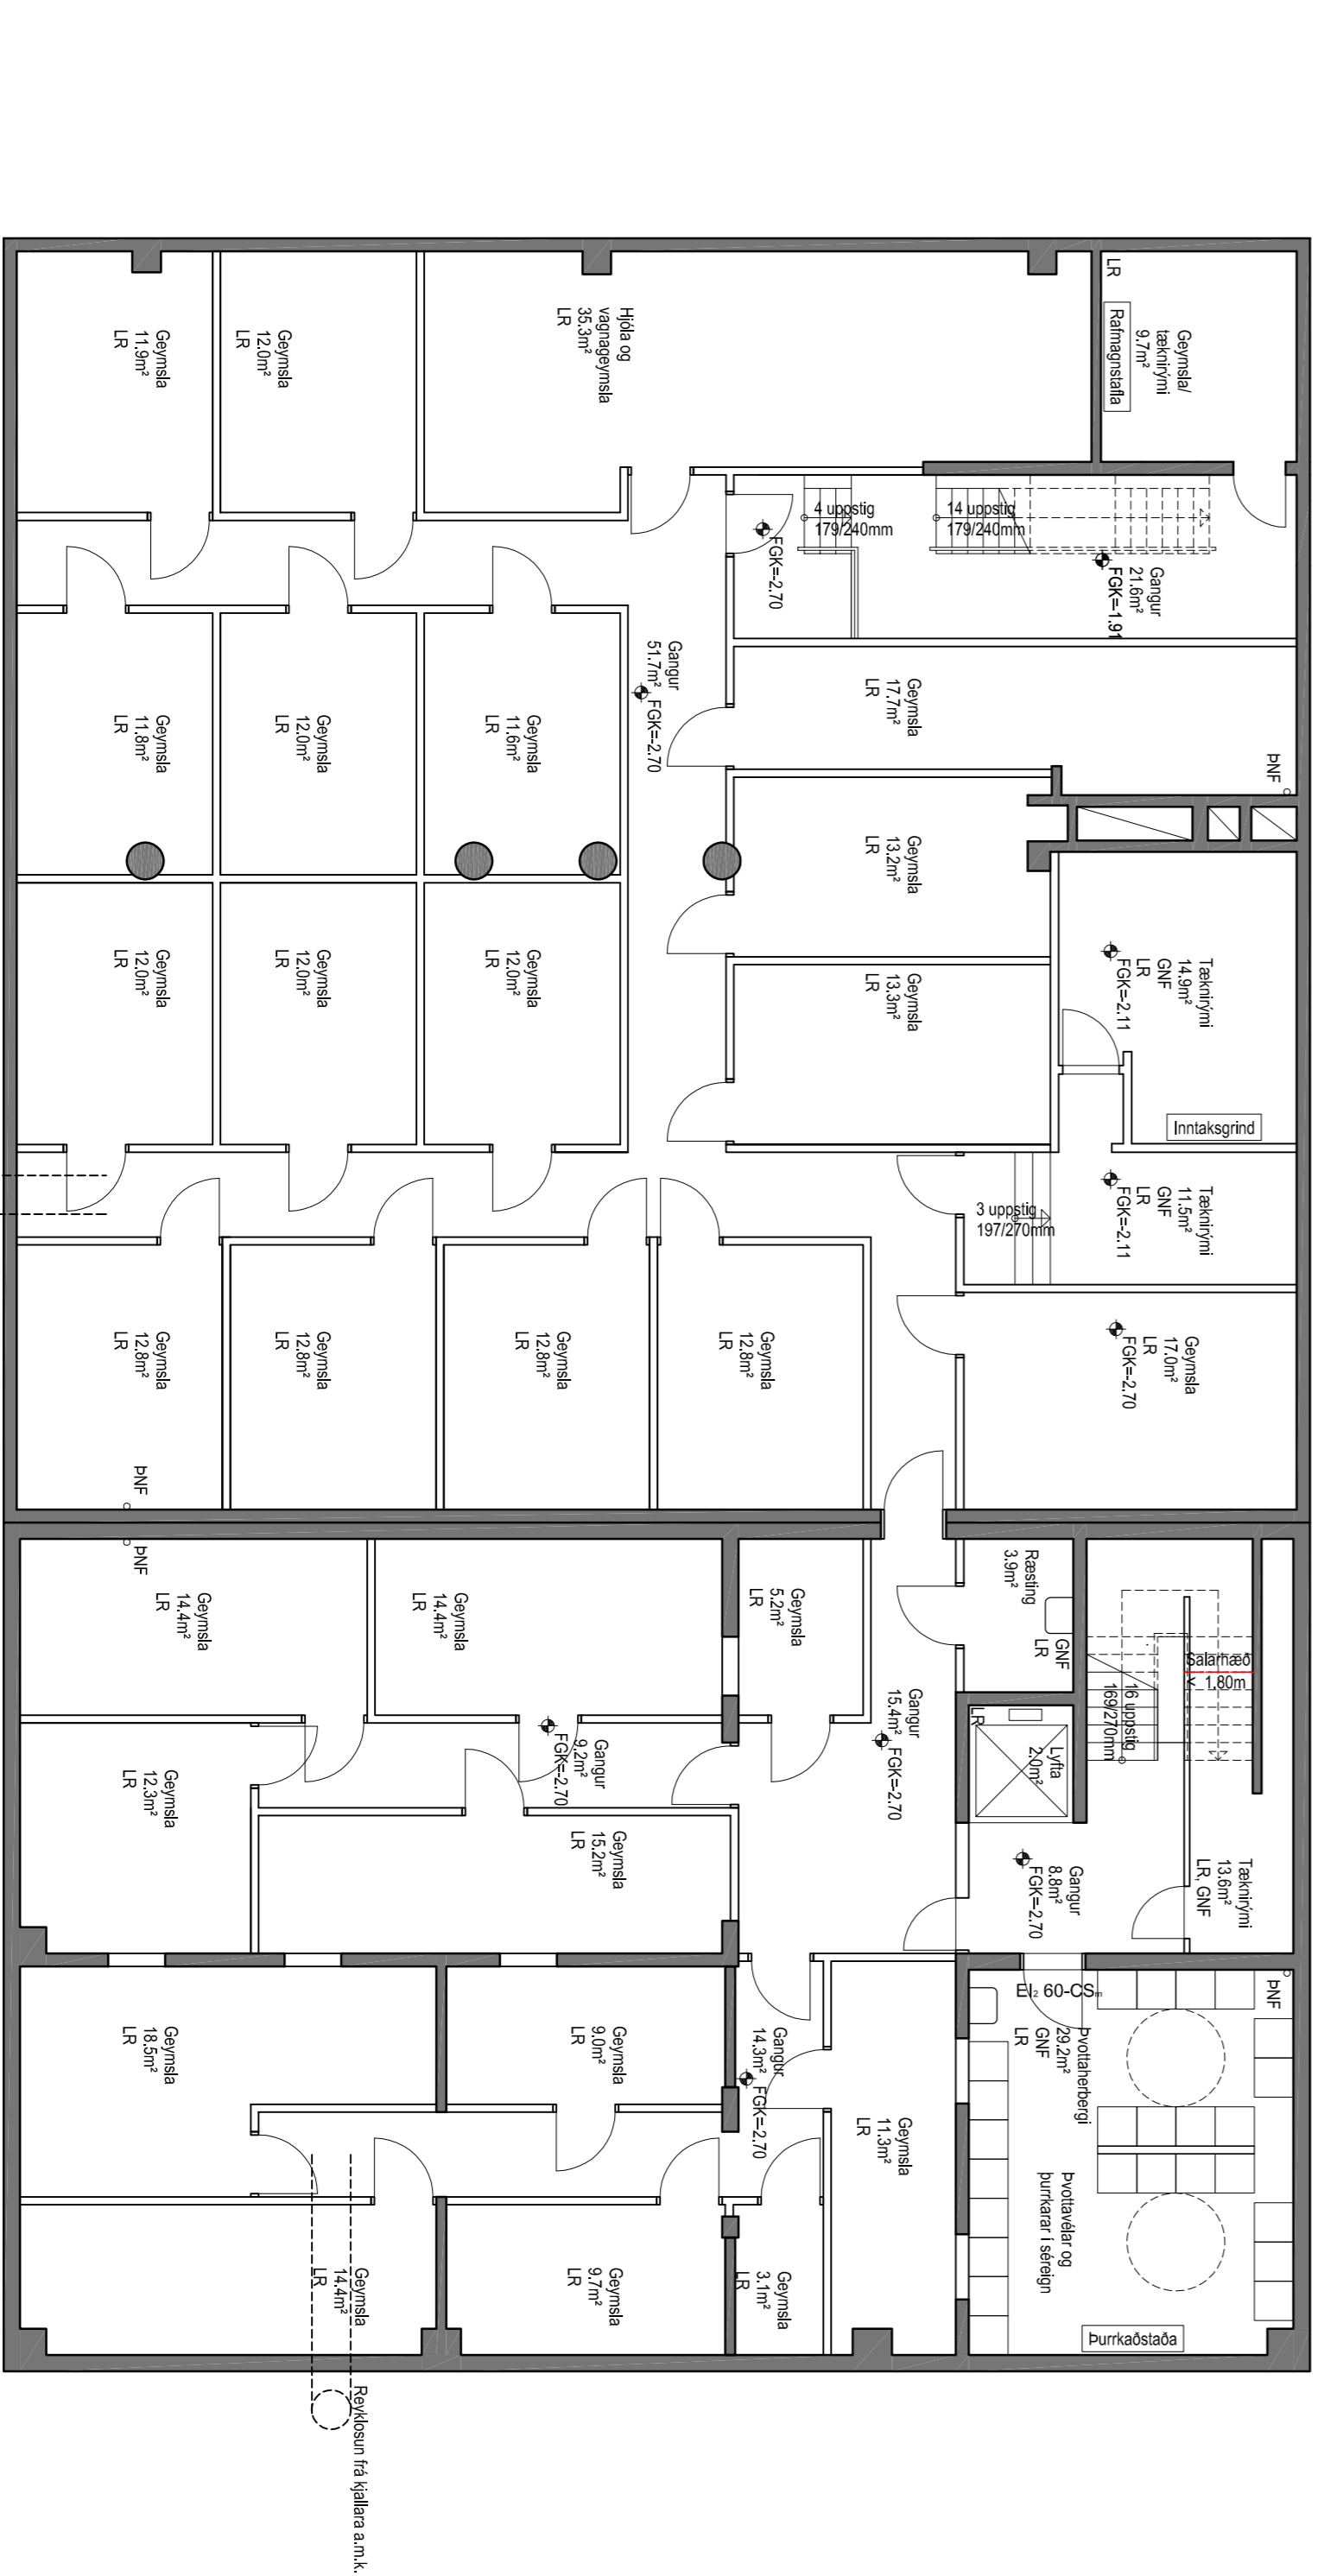 Geymsla/
tæknirými
9.7m²
LR
Rafmagnstafla
Hjóla og
vagnageymsla
35.3m²
LR
Geymsla
12.0m²
LR
Geymsla
11.9m²
LR
4 uppstig
179/240mm
14 uppstig
179/240mm
FGK=-2.70
Gangur
21.6m²
FGK=-1.91
Gangur
51.7m²
FGK=-2.70
Geymsla
17.7m²
LR
ÞNF
Geymsla
11.6m²
LR
Geymsla
12.0m²
LR
Geymsla
11.8m²
LR
Geymsla
13.2m²
LR
Geymsla
13.3m²
LR
Tæknirými
14.9m²
GNF
LR
FGK=-2.11
Inntaksgrind
Geymsla
12.0m²
LR
Geymsla
12.0m²
LR
Geymsla
12.0m²
LR
Tæknirými
11.5m²
GNF
LR
FGK=-2.11
3 uppstig
197/270mm
Geymsla
17.0m²
LR
FGK=-2.70
Geymsla
12.8m²
LR
Geymsla
12.8m²
LR
Geymsla
12.8m²
LR
Geymsla
12.8m²
LR
ÞNF
ÞNF
Ræsting
3.9m²
GNF
LR
Geymsla
5.2m²
LR
Geymsla
14.4m²
LR
Geymsla
14.4m²
LR
Salarhæð
< 1.80m
16 uppstig
169/270mm
Lyfta
2.0m²
LR
Gangur
15.4m²
FGK=-2.70
Gangur
9.2m²
FGK=-2.70
Geymsla
12.3m²
LR
Geymsla
15.2m²
LR
Gangur
8.8m²
FGK=-2.70
Tæknirými
13.6m²
LR, GNF
ÞNF
EI₂ 60-CSₘ
Þvottaherbergi
29.2m²
GNF
LR
Þvottavélar og
þurrkarar í séreign
Þurrkaðstaða
Gangur
14.3m²
FGK=-2.70
Geymsla
11.3m²
LR
Geymsla
9.0m²
LR
Geymsla
18.5m²
LR
Geymsla
3.1m²
LR
Geymsla
9.7m²
LR
Geymsla
14.4m²
LR
Reyklosun frá kjallara a.m.k.